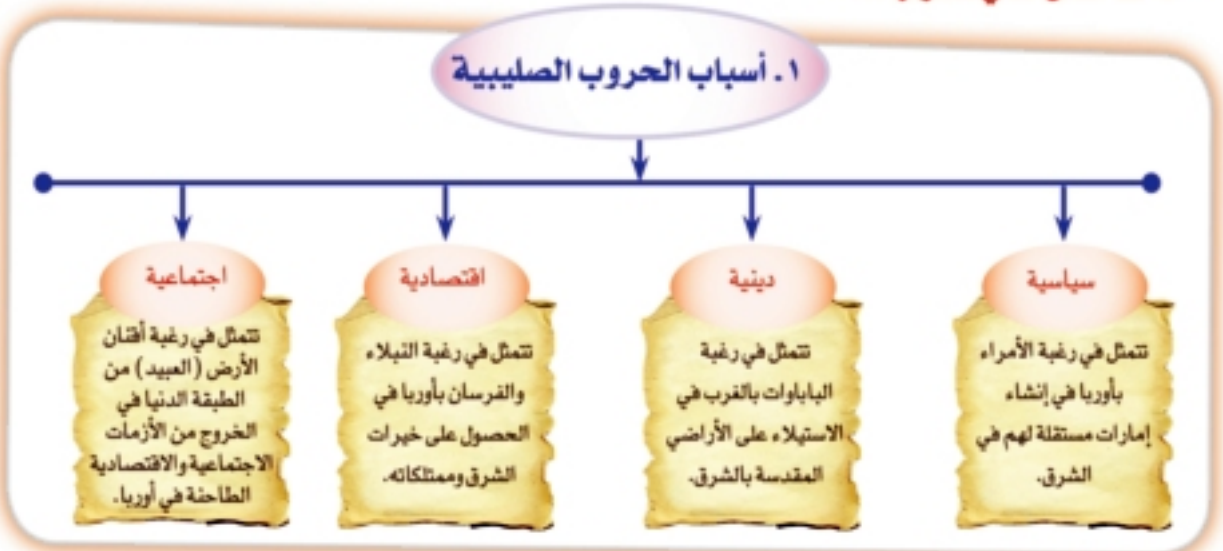 ١. أسباب الحروب الصليبية
سياسية
تتمثل في رغبة الأمراء
بأوربا في إنشاء
إمارات مستقلة لهم في
الشرق.
دينية
تتمثل في رغبة
الباباوات بالغرب في
الاستيلاء على الأراضي
المقدسة بالشرق.
اقتصادية
تتمثل في رغبة النبلاء
والفرسان بأوربا في
الحصول على خيرات
الشرق وممتلكاته.
اجتماعية
تتمثل في رغبة أقنان
الأرض (العبيد) من
الطبقة الدنيا في
الخروج من الأزمات
الاجتماعية والاقتصادية
الطاحنة في أوربا.